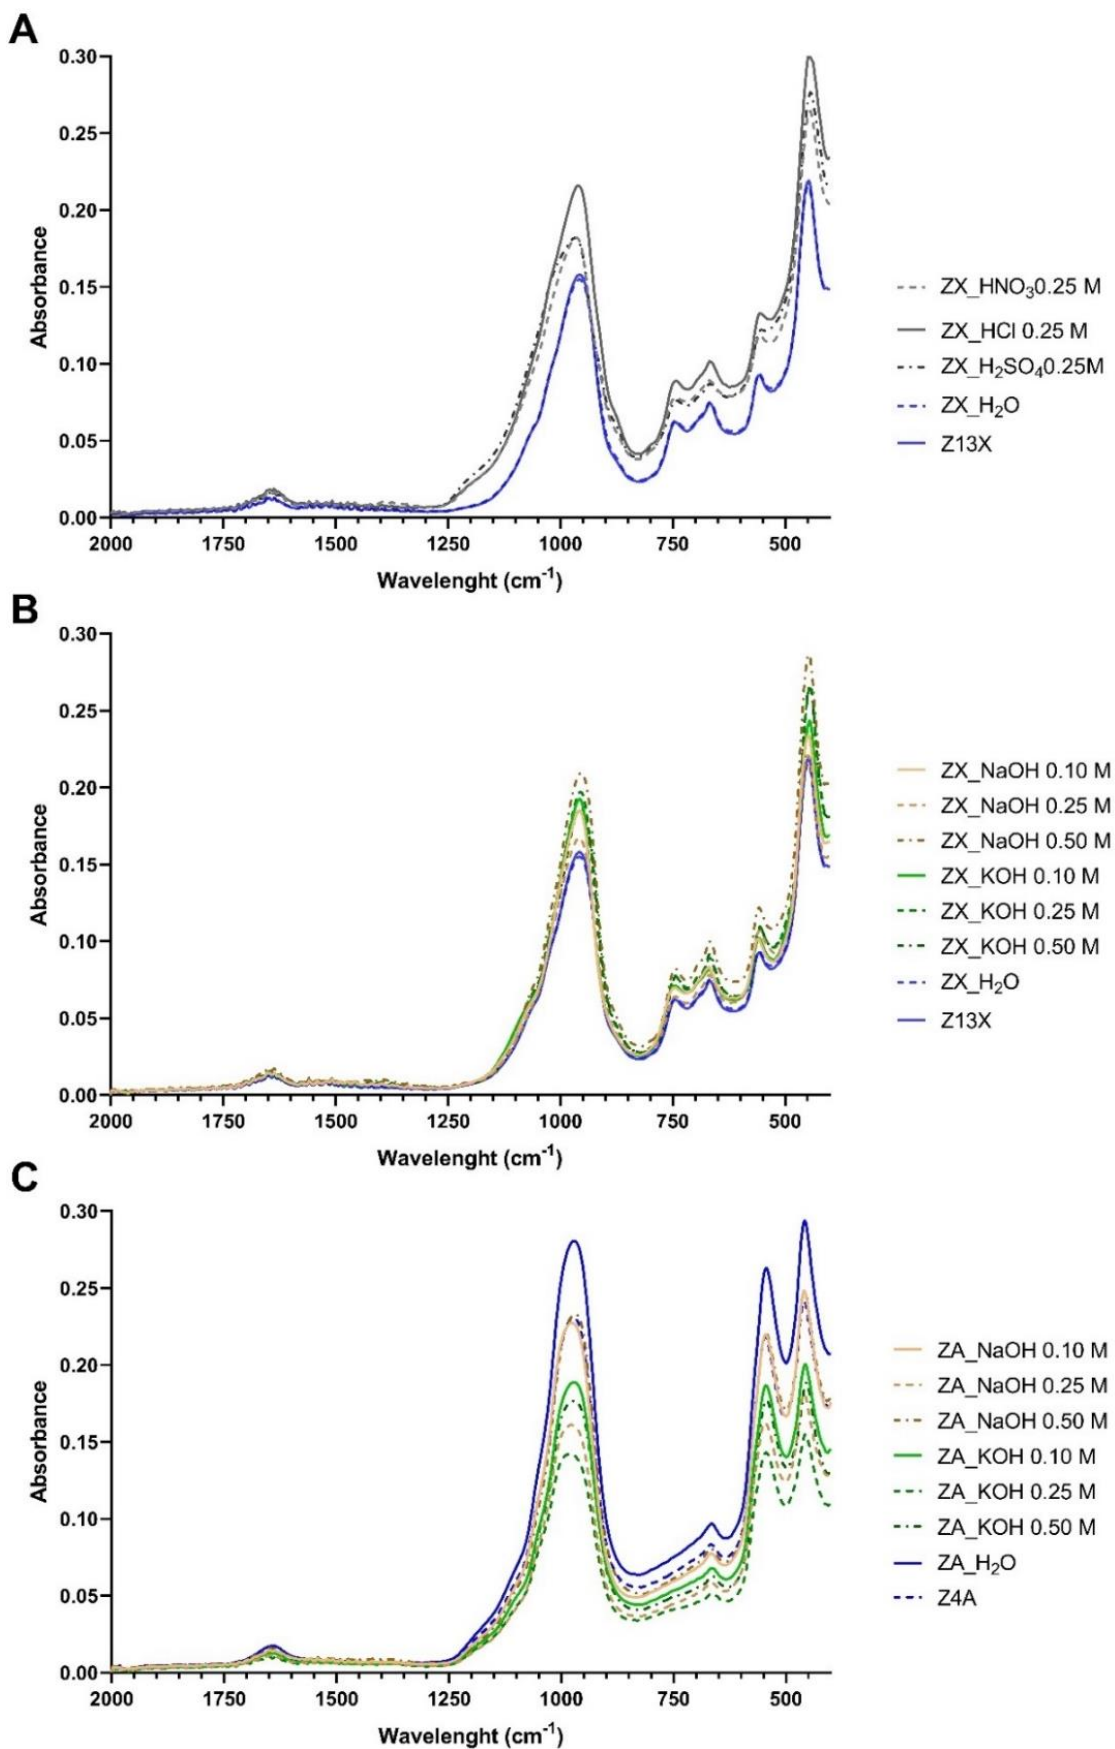 A
0.30
0.25
0.20
0.15
0.10
0.05
0.00
Absorbance
2000 1750 1500 1250 1000 750 500
Wavelenght (cm⁻¹)
ZX_HNO₃0.25 M
ZX_HCl 0.25 M
ZX_H₂SO₄0.25M
ZX_H₂O
Z13X
B
0.30
0.25
0.20
0.15
0.10
0.05
0.00
Absorbance
2000 1750 1500 1250 1000 750 500
Wavelenght (cm⁻¹)
ZX_NaOH 0.10 M
ZX_NaOH 0.25 M
ZX_NaOH 0.50 M
ZX_KOH 0.10 M
ZX_KOH 0.25 M
ZX_KOH 0.50 M
ZX_H₂O
Z13X
C
0.30
0.25
0.20
0.15
0.10
0.05
0.00
Absorbance
2000 1750 1500 1250 1000 750 500
Wavelenght (cm⁻¹)
ZA_NaOH 0.10 M
ZA_NaOH 0.25 M
ZA_NaOH 0.50 M
ZA_KOH 0.10 M
ZA_KOH 0.25 M
ZA_KOH 0.50 M
ZA_H₂O
Z4A